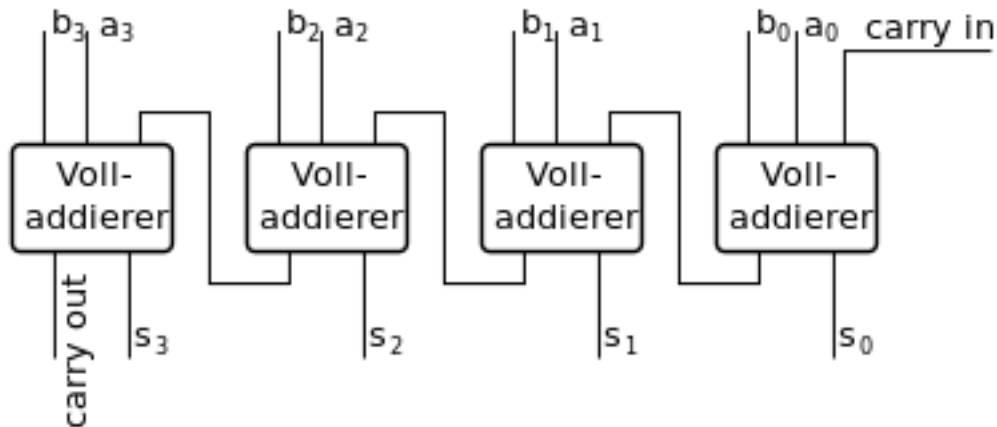 b3 a3
b2 a2
b1 a1
b0 a0
carry in
Voll-
addierer
Voll-
addierer
Voll-
addierer
Voll-
addierer
carry out
s3
s2
s1
s0